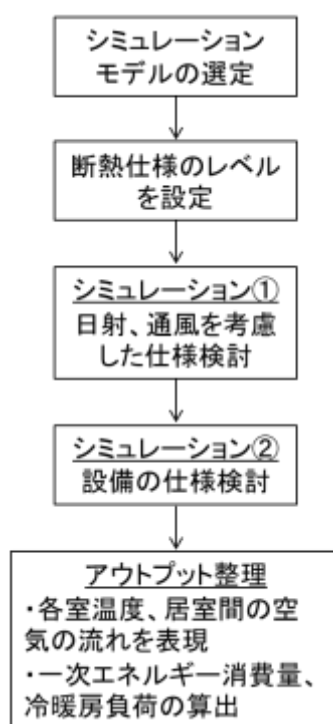 シミュレーション
モデルの選定
断熱仕様のレベル
を設定
シミュレーション①
日射、通風を考慮
した仕様検討
シミュレーション②
設備の仕様検討
アウトプット整理
・各室温度、居室間の空
気の流れを表現
・一次エネルギー消費量、
冷暖房負荷の算出